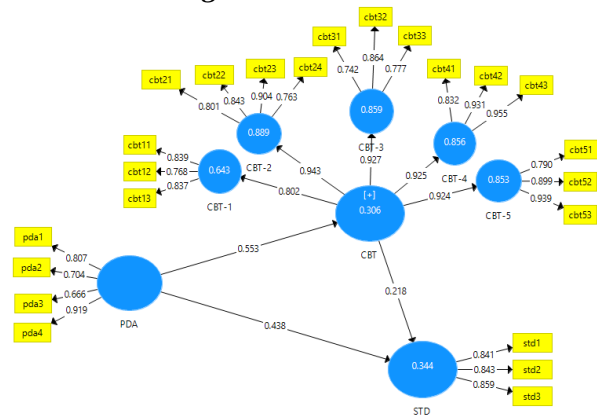 cbt32
cbt31
cbt33
0.864
0.742
0.777
cbt23
cbt22
cbt24
cbt21
0.904
0.843
0.763
0.801
cbt41
cbt42
cbt43
0.832
0.931
0.955
0.859
CBT-3
0.889
CBT-2
0.856
CBT-4
cbt11
cbt12
cbt13
0.839
0.768
0.837
0.643
CBT-1
0.943
0.927
0.925
0.802
0.924
cbt51
cbt52
cbt53
0.790
0.899
0.939
0.853
CBT-5
[+]
0.306
CBT
pda1
pda2
pda3
pda4
0.807
0.704
0.666
0.919
PDA
0.553
0.438
0.218
0.344
STD
0.841
0.843
0.859
std1
std2
std3